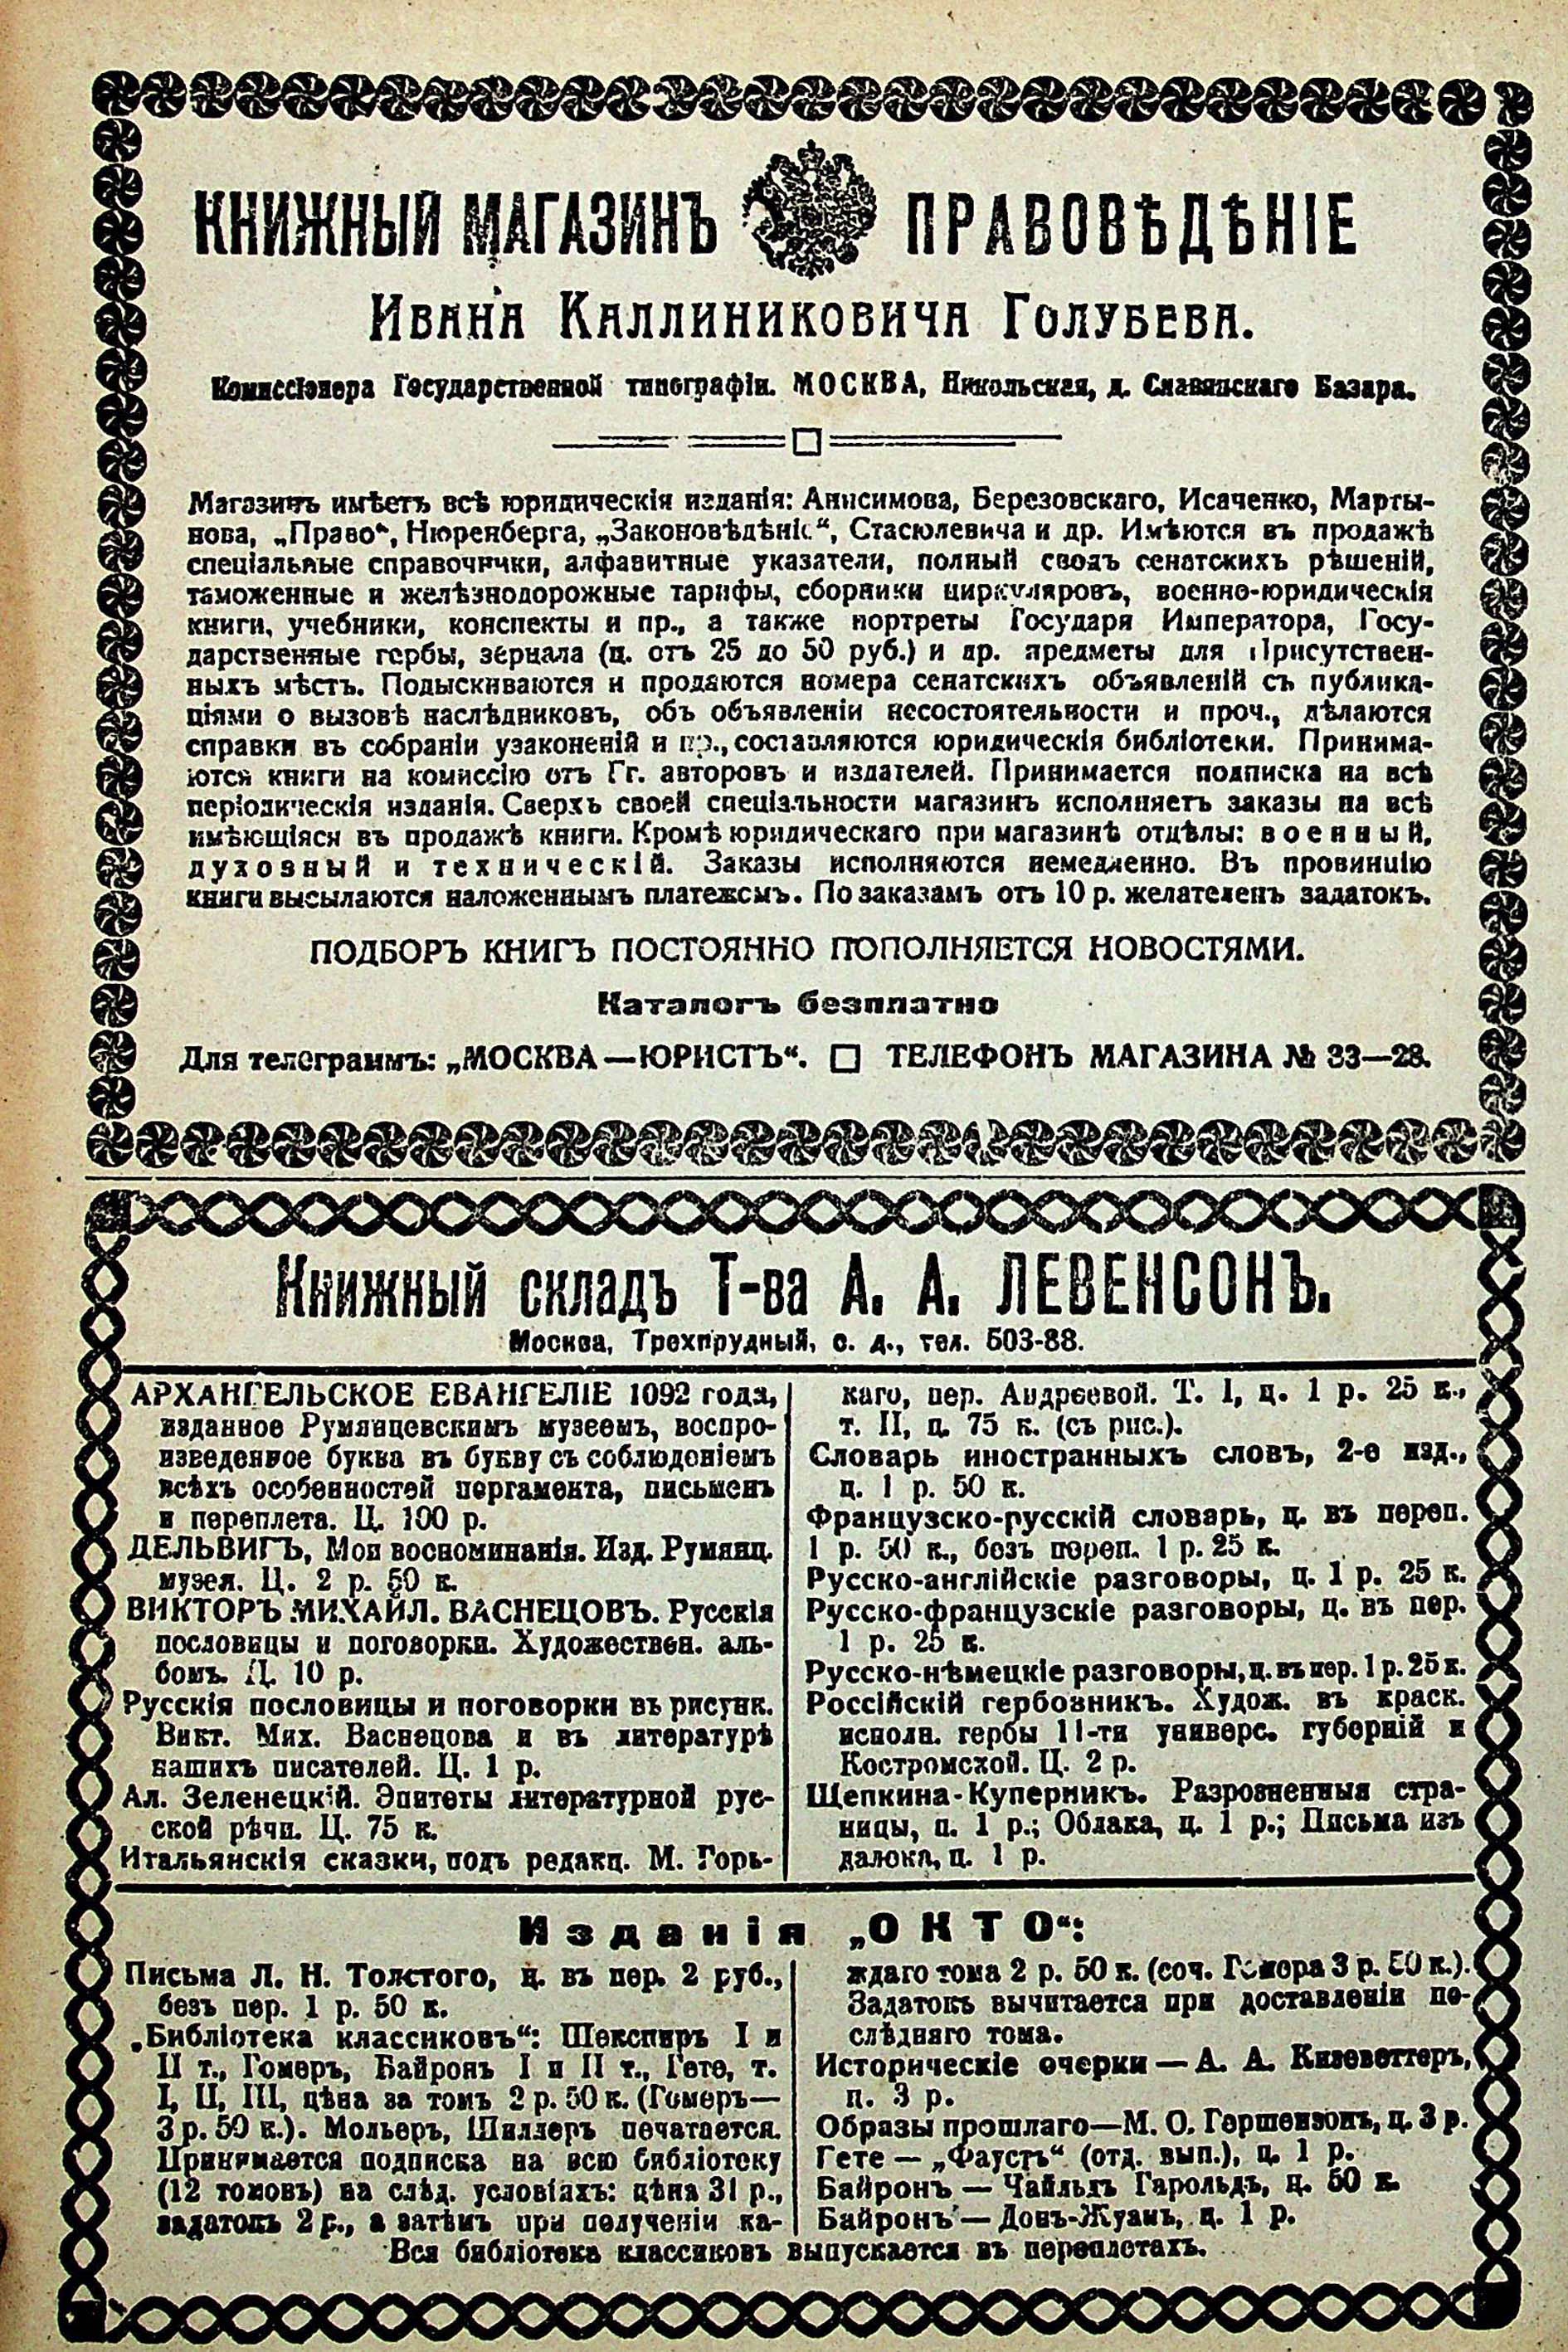 КНИЖНЫЙ МАГАЗИНЪ ПРАВОВѢДѢНІЕ
Ивана Каллиниковича Голубева.
Комиссіонера Государственной типографіи. МОСКВА, Никольская, д. Славянскаго Базара.
Магазинъ имѣетъ всѣ юридическія изданія: Анисимова, Березовскаго, Исаченко, Марты-
нова, „Право“, Нюренберга, „Законовѣдѣніе“, Стасюлевича и др. Имѣются въ продажѣ
спеціальные справочники, алфавитные указатели, полный сводъ сенатскихъ рѣшеній,
таможенные и желѣзнодорожные тарифы, сборники циркуляровъ, военно-юридическія
книги, учебники, конспекты и пр., а также портреты Государя Императора, Госу-
дарственные гербы, зерцала (ц. отъ 25 до 50 руб.) и др. предметы для Присутствен-
ныхъ мѣстъ. Подыскиваются и продаются номера сенатскихъ объявленій съ публика-
ціями о вызовѣ наслѣдниковъ, объ объявленіи несостоятельности и проч., дѣлаются
справки въ собраніи узаконеній и пр., составляются юридическія библіотеки. Принима-
ются книги на комиссію отъ Гг. авторовъ и издателей. Принимается подписка на всѣ
періодическія изданія. Сверхъ своей спеціальности магазинъ исполняетъ заказы на всѣ
имѣющіяся въ продажѣ книги. Кромѣ юридическаго при магазинѣ отдѣлы: военный,
духовный и техническій. Заказы исполняются немедленно. Въ провинцію
книги высылаются наложеннымъ платежомъ. По заказамъ отъ 10 р. желателенъ задатокъ.
ПОДБОРЪ КНИГЪ ПОСТОЯННО ПОПОЛНЯЕТСЯ НОВОСТЯМИ.
Каталогъ безплатно
Для телеграммъ: „МОСКВА—ЮРИСТЪ“. ТЕЛЕФОНЪ МАГАЗИНА № 33—28.
Книжный складъ Т-ва А. А. ЛЕВЕНСОНЪ.
Москва, Трехпрудный, с. д., тел. 503-88.
АРХАНГЕЛЬСКОЕ ЕВАНГЕЛІЕ 1092 года,
изданное Румянцевскимъ музеемъ, воспро-
изведенное буква въ букву съ соблюденіемъ
всѣхъ особенностей пергамента, письменъ
и переплета. Ц. 100 р.
ДЕЛЬВИГЪ, Мои воспоминанія. Изд. Румянц.
музея. Ц. 2 р. 50 к.
ВИКТОРЪ МИХАЙЛ. ВАСНЕЦОВЪ. Русскія
пословицы и поговорки. Художествен. аль-
бомъ. Ц. 10 р.
Русскія пословицы и поговорки въ рисунк.
Викт. Мих. Васнецова и въ литературѣ
нашихъ писателей. Ц. 1 р.
Ал. Зеленецкій. Эпитеты литературной рус-
ской рѣчи. Ц. 75 к.
Итальянскія сказки, подъ редакц. М. Горь-
каго, пер. Андреевой. Т. I, ц. 1 р. 25 к.,
т. II, ц. 75 к. (съ рис.).
Словарь иностранныхъ словъ, 2-е изд.,
ц. 1 р. 50 к.
Французско-русскій словарь, ц. въ переп.
1 р. 50 к., безъ переп. 1 р. 25 к.
Русско-англійскіе разговоры, ц. 1 р. 25 к.
Русско-французскіе разговоры, ц. въ пер.
1 р. 25 к.
Русско-нѣмецкіе разговоры, ц. въ пер. 1 р. 25 к.
Россійскій гербовникъ. Худож. въ краск.
исполн. гербы 11-ти универс. губерній и
Костромской. Ц. 2 р.
Щепкина-Куперникъ. Разрозненныя стра-
ницы, ц. 1 р.; Облака, ц. 1 р.; Письма изъ
далека, ц. 1 р.
Изданія „ОКТО“:
Письма Л. Н. Толстого, ц. въ пер. 2 руб.,
безъ пер. 1 р. 50 к.
„Библіотека классиковъ“: Шекспиръ I и
II т., Гомеръ, Байронъ I и II т., Гете, т.
I, II, III, цѣна за томъ 2 р. 50 к. (Гомеръ—
3 р. 50 к.). Мольеръ, Шиллеръ печатается.
Принимается подписка на всю библіотеку
(12 томовъ) на слѣд. условіяхъ: цѣна 31 р.,
задатокъ 2 р., а затѣмъ при полученіи ка-
ждаго тома 2 р. 50 к. (соч. Гомера 3 р. 50 к.).
Задатокъ вычитается при доставленіи по-
слѣдняго тома.
Историческіе очерки — А. А. Кизеветтеръ,
ц. 3 р.
Образы прошлаго—М. О. Гершензонъ, ц. 3 р.
Гете — „Фаустъ“ (отд. вып.), ц. 1 р.
Байронъ — Чайльдъ Гарольдъ, ц. 50 к.
Байронъ — Донъ-Жуанъ, ц. 1 р.
Вся библіотека классиковъ выпускается въ переплетахъ.